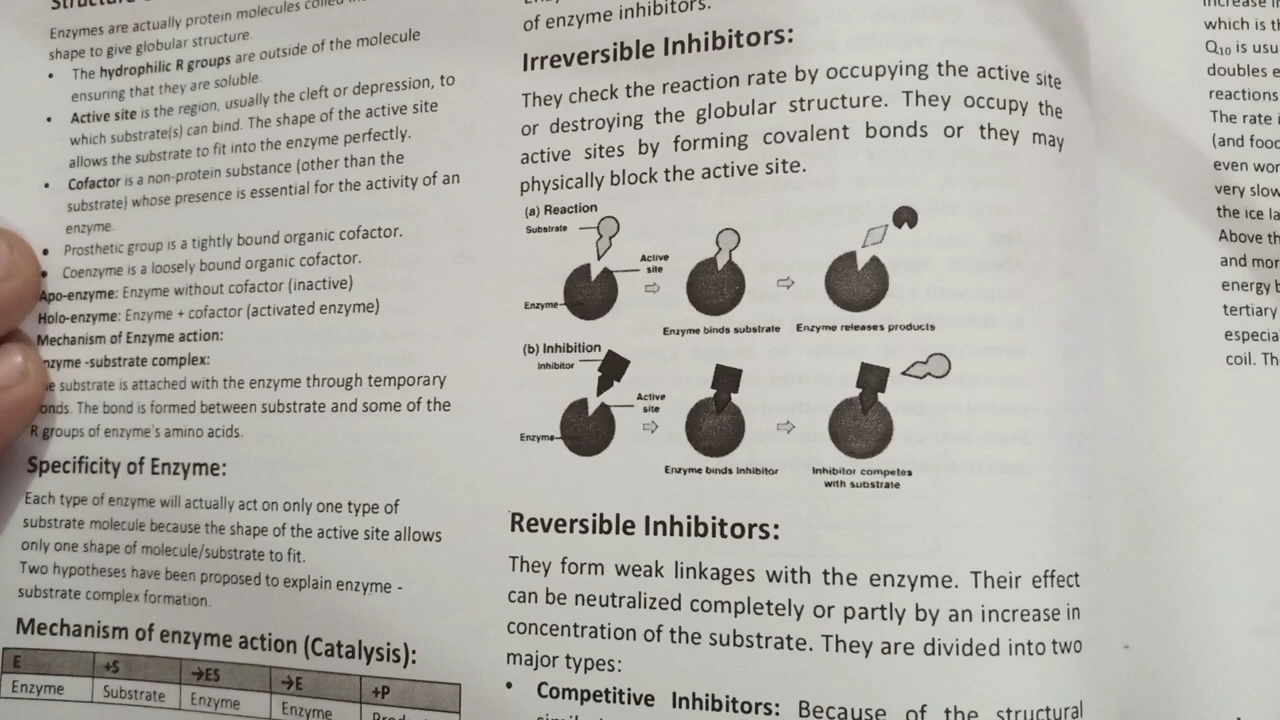 Enzymes are actually protein molecules coiled
shape to give globular structure.
• The hydrophilic R groups are outside of the molecule
ensuring that they are soluble.
• Active site is the region, usually the cleft or depression, to
which substrate(s) can bind. The shape of the active site
allows the substrate to fit into the enzyme perfectly.
• Cofactor is a non-protein substance (other than the
substrate) whose presence is essential for the activity of an
enzyme.
• Prosthetic group is a tightly bound organic cofactor.
• Coenzyme is a loosely bound organic cofactor.
Apo-enzyme: Enzyme without cofactor (inactive)
Holo-enzyme: Enzyme + cofactor (activated enzyme)
Mechanism of Enzyme action:
nzyme -substrate complex:
e substrate is attached with the enzyme through temporary
onds. The bond is formed between substrate and some of the
R groups of enzyme's amino acids.
Specificity of Enzyme:
Each type of enzyme will actually act on only one type of
substrate molecule because the shape of the active site allows
only one shape of molecule/substrate to fit.
Two hypotheses have been proposed to explain enzyme -
substrate complex formation.
Mechanism of enzyme action (Catalysis):
E +S →ES →E +P
Enzyme Substrate Enzyme Enzyme
of enzyme inhibitors.
Irreversible Inhibitors:
They check the reaction rate by occupying the active site
or destroying the globular structure. They occupy the
active sites by forming covalent bonds or they may
physically block the active site.
(a) Reaction
Substrate
Active
site
Enzyme
Enzyme binds substrate
Enzyme releases products
(b) Inhibition
Inhibitor
Active
site
Enzyme
Enzyme binds inhibitor
Inhibitor competes
with substrate
Reversible Inhibitors:
They form weak linkages with the enzyme. Their effect
can be neutralized completely or partly by an increase in
concentration of the substrate. They are divided into two
major types:
• Competitive Inhibitors: Because of the structural
which is t
Q10 is usu
doubles e
reactions
The rate i
(and food
even wor
very slow
the ice la
Above th
and mor
energy b
tertiary
especia
coil. Th